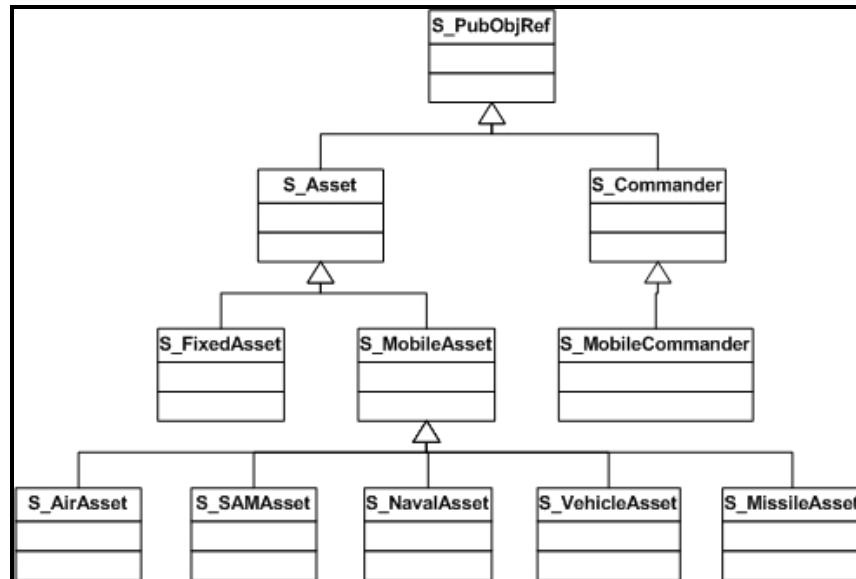 S_PubObjRef
S_Asset
S_Commander
S_FixedAsset
S_MobileAsset
S_MobileCommander
S_AirAsset
S_SAMAsset
S_NavalAsset
S_VehicleAsset
S_MissileAsset